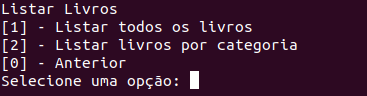 Listar Livros
[1] - Listar todos os livros
[2] - Listar livros por categoria
[0] - Anterior
Selecione uma opção: